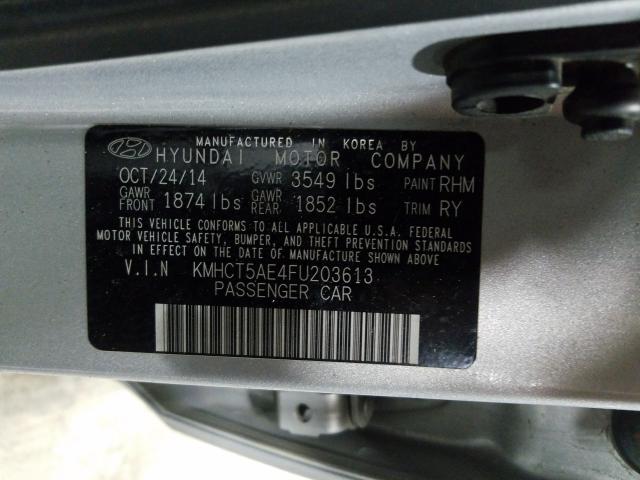 MANUFACTURED IN KOREA BY
HYUNDAI MOTOR COMPANY
OCT/24/14 GVWR 3549 lbs PAINT RHM
GAWR FRONT 1874 lbs GAWR REAR 1852 lbs TRIM RY
THIS VEHICLE CONFORMS TO ALL APPLICABLE U.S.A. FEDERAL
MOTOR VEHICLE SAFETY, BUMPER, AND THEFT PREVENTION STANDARDS
IN EFFECT ON THE DATE OF MANUFACTURE SHOWN ABOVE.
V.I.N KMHCT5AE4FU203613
PASSENGER CAR